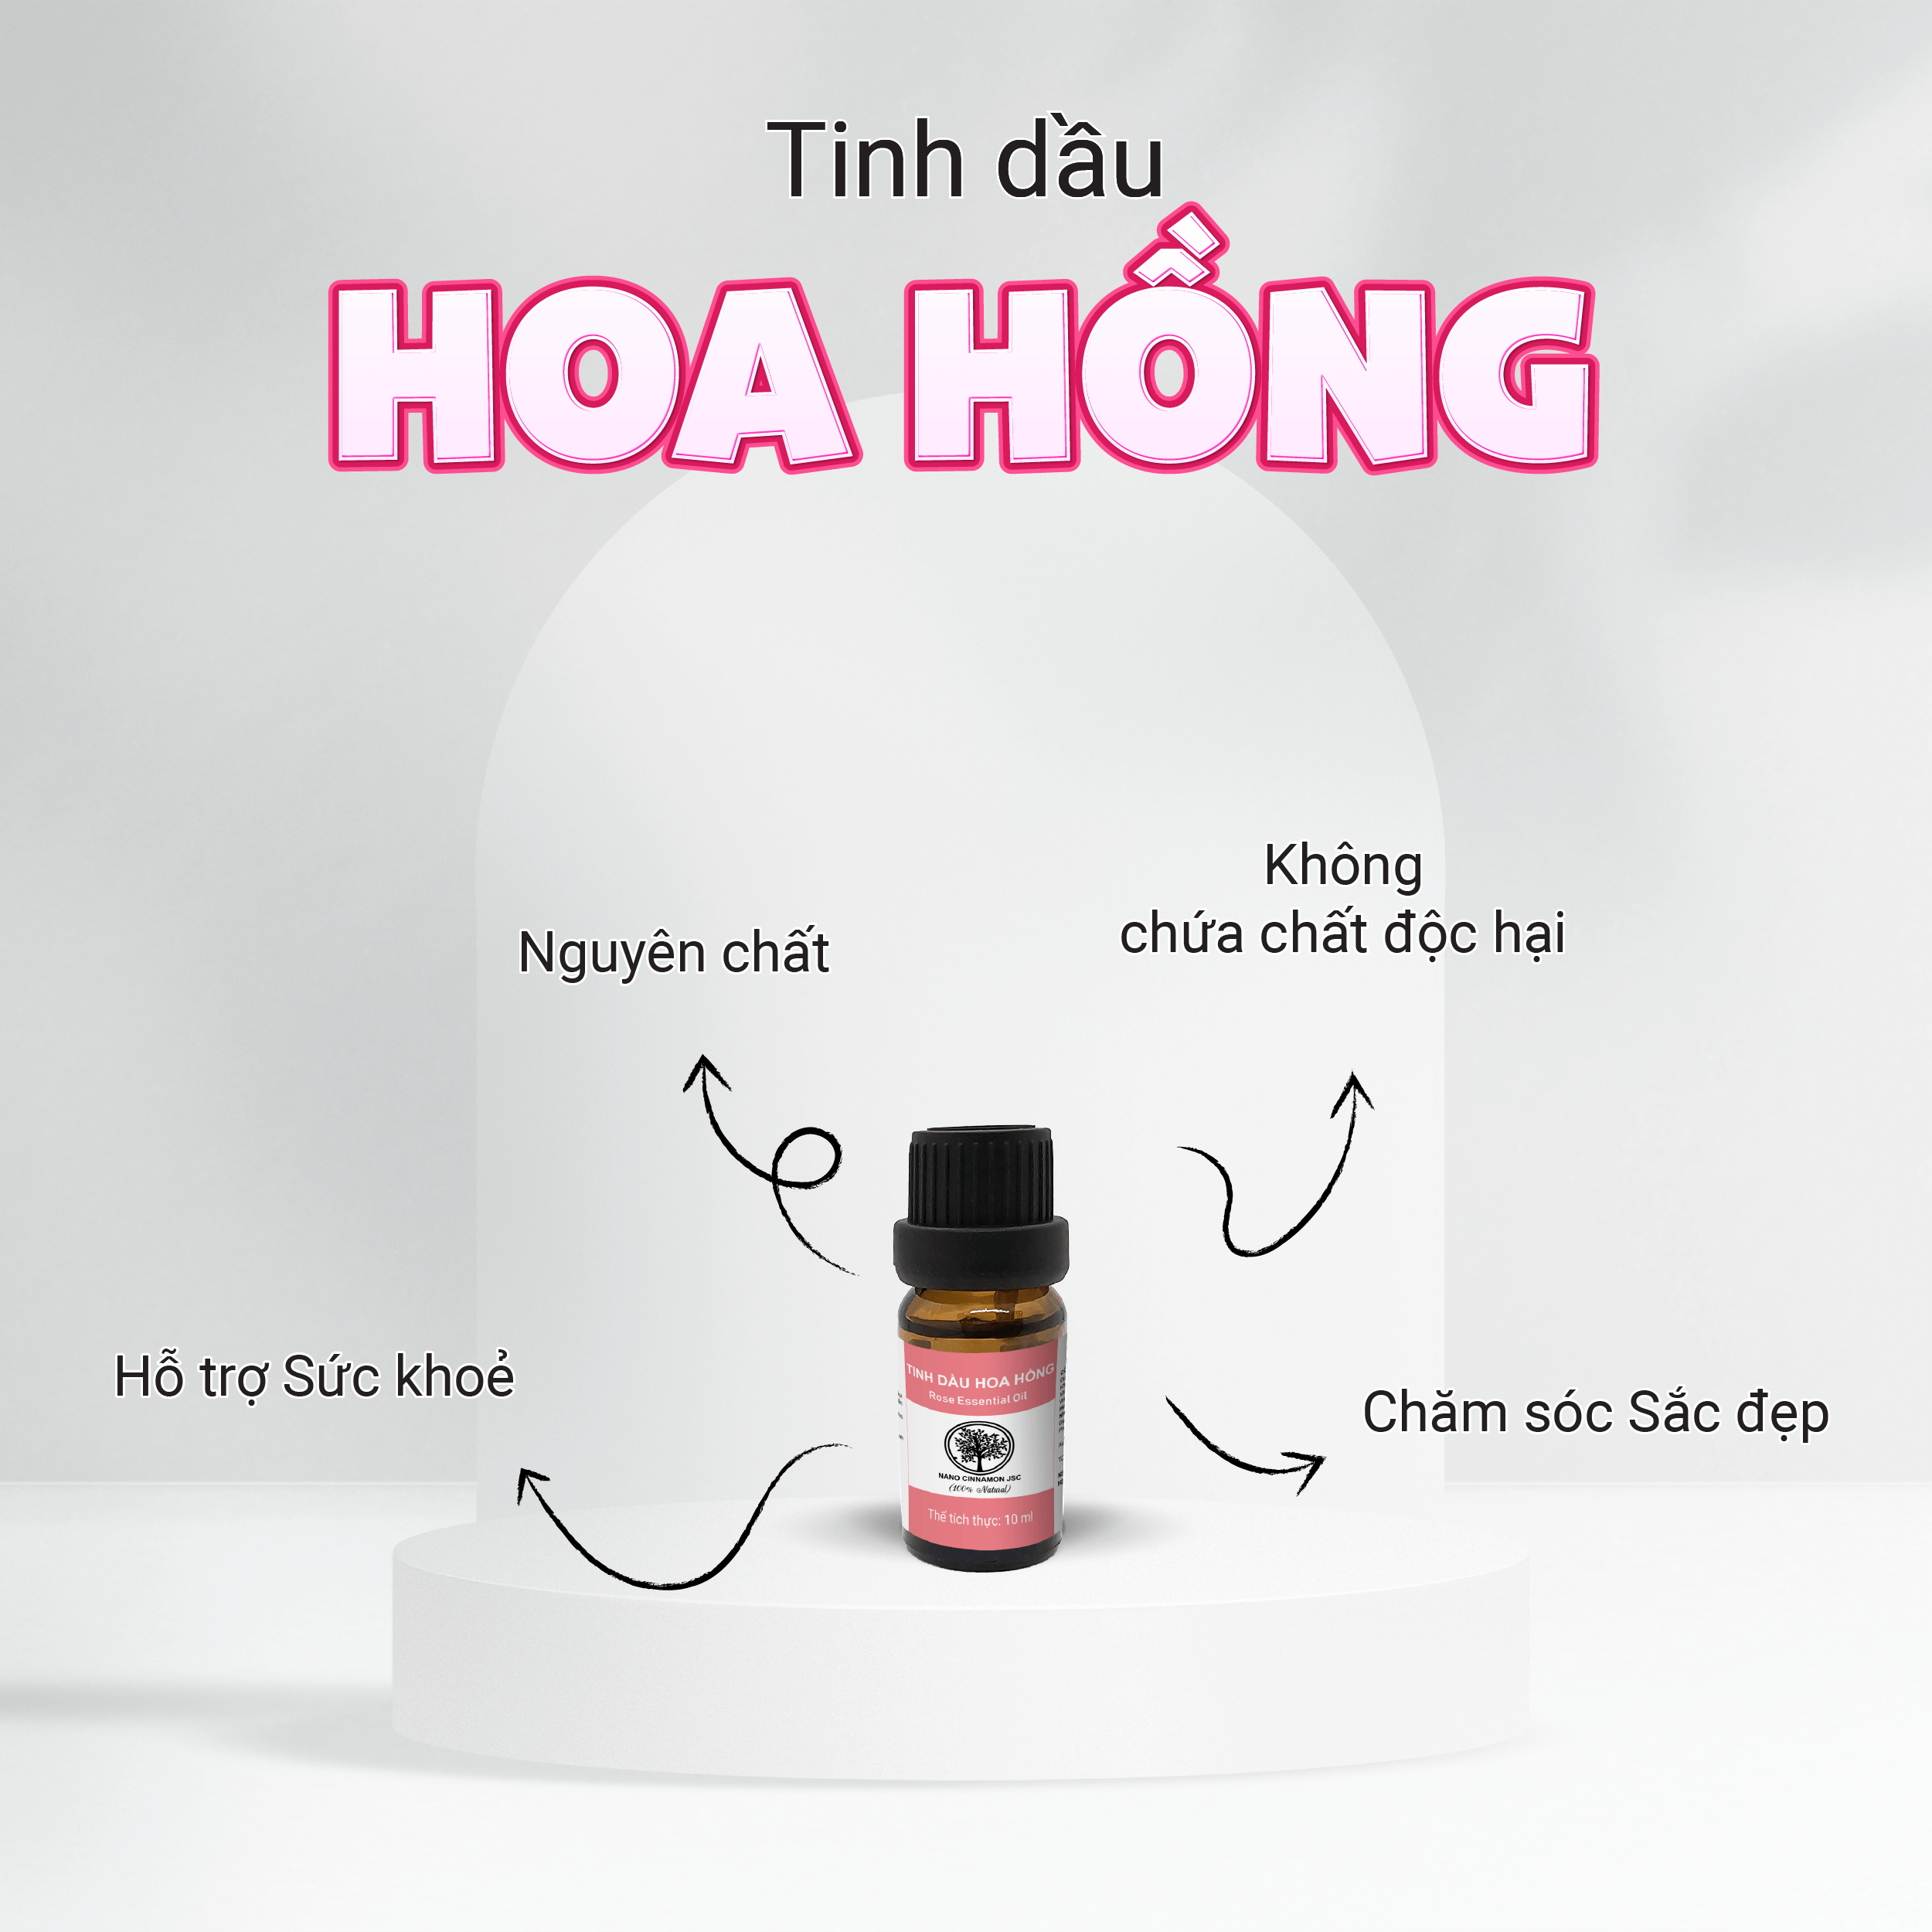 Tinh dầu
HOA HỒNG
Không
chứa chất độc hại
Nguyên chất
Hỗ trợ Sức khoẻ
Chăm sóc Sắc đẹp
TINH DẦU HOA HỒNG
Rose Essential Oil
NANO CINNAMON JSC
(100% Natural)
Thể tích thực: 10 ml